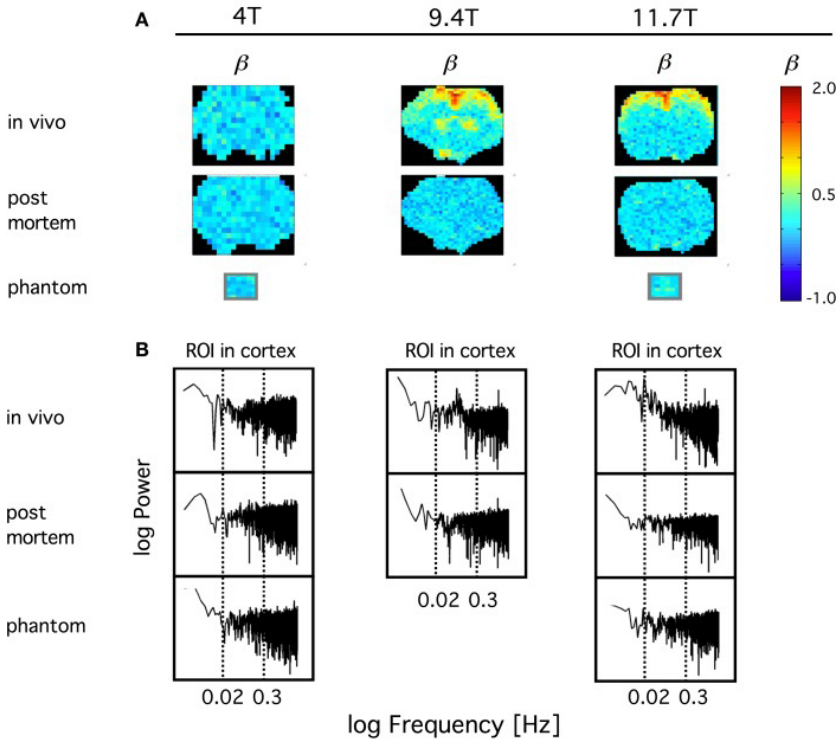 A 4T 9.4T 11.7T
β β β β
2.0
in vivo
0.5
post
mortem
phantom
-1.0
B ROI in cortex ROI in cortex ROI in cortex
in vivo
log Power
post
mortem
0.02 0.3
phantom
0.02 0.3 0.02 0.3
log Frequency [Hz]